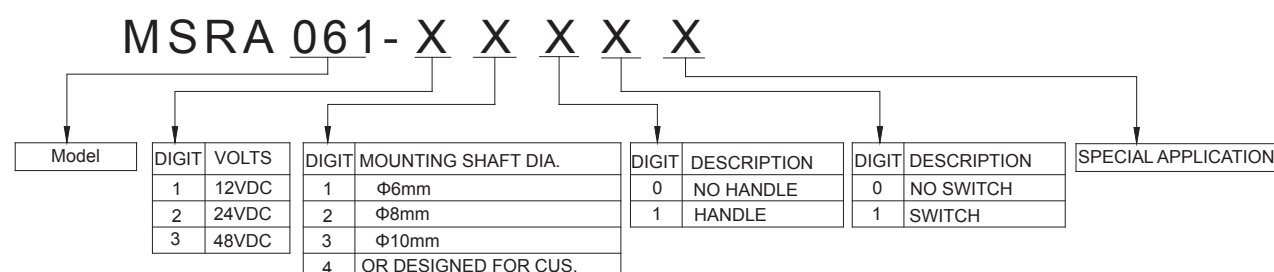 MSRA 061- X X X X X
Model
DIGIT VOLTS
1 12VDC
2 24VDC
3 48VDC
DIGIT MOUNTING SHAFT DIA.
1 Φ6mm
2 Φ8mm
3 Φ10mm
4 OR DESIGNED FOR CUS.
DIGIT DESCRIPTION
0 NO HANDLE
1 HANDLE
DIGIT DESCRIPTION
0 NO SWITCH
1 SWITCH
SPECIAL APPLICATION